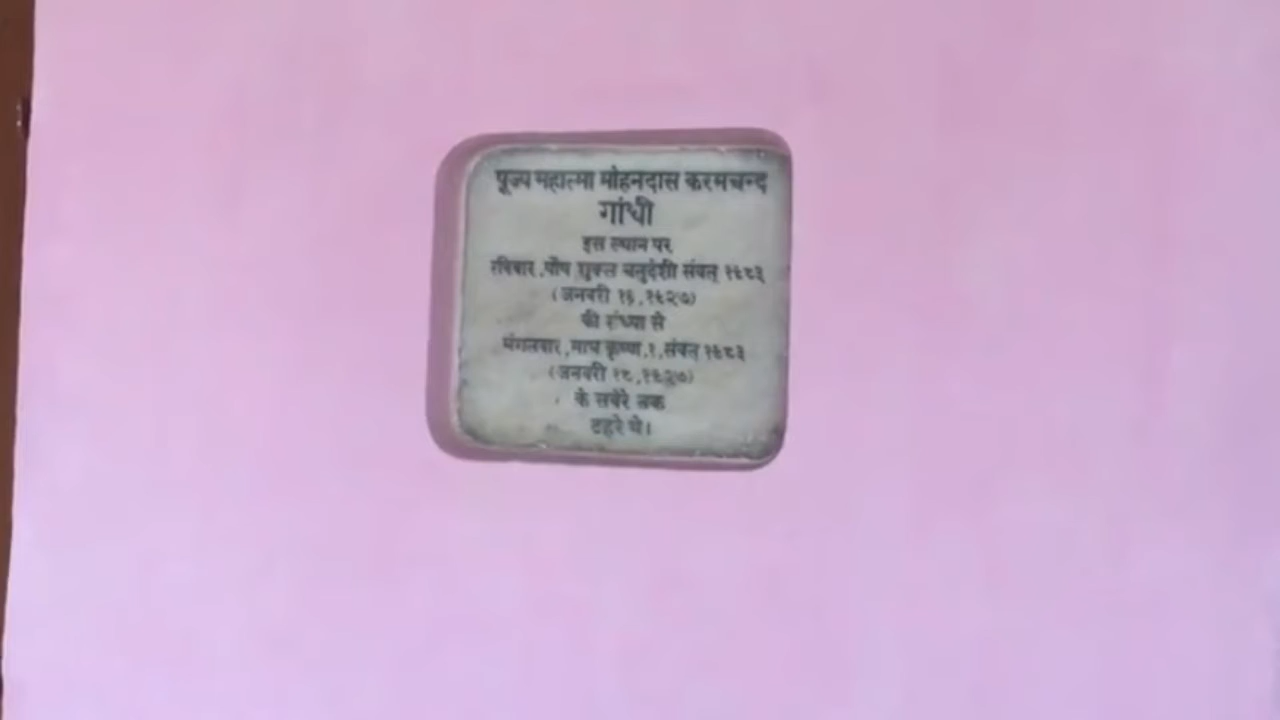 पूज्य महात्मा मोहनदास करमचन्द
गांधी
इस स्थान पर
रविवार, पौष शुक्ल चतुर्दशी संवत् १९८३
(जनवरी १६, १९२७)
की संध्या से
मंगलवार, माघ कृष्णा, १, संवत् १९८३
(जनवरी १८, १९२७)
के सवेरे तक
ठहरे थे।